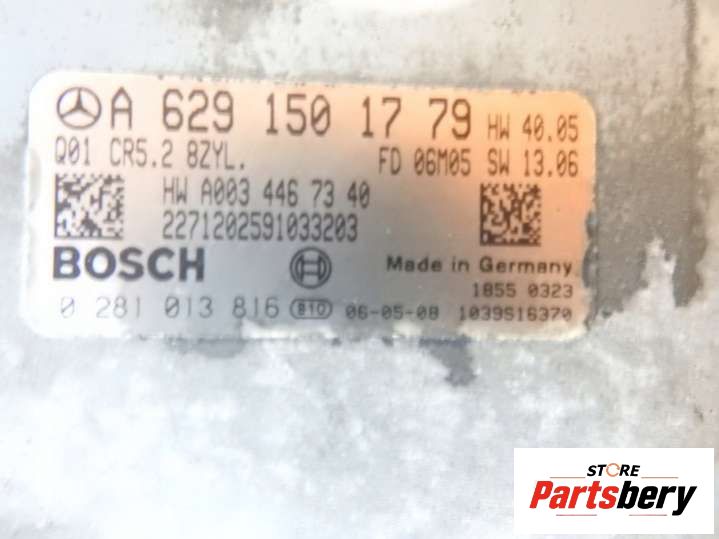 A 629 150 17 79 HW 40.05
Q01 CR5.2 8ZYL. FD 06M05 SW 13.06
HW A003 446 73 40
2271202591033203
BOSCH Made in Germany
1855 0323
0 281 013 816 810 06-05-08 1039S16370
STORE
Partsbery